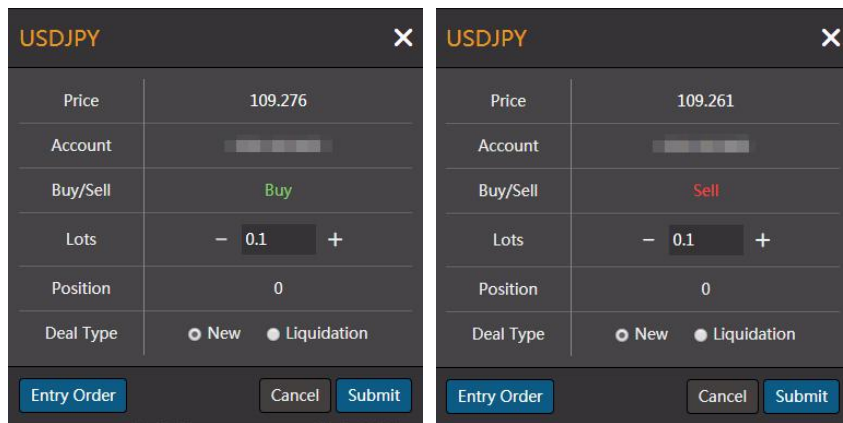 USDJPY
Price 109.276
Account
Buy/Sell Buy
Lots − 0.1 +
Position 0
Deal Type New Liquidation
Entry Order Cancel Submit
USDJPY
Price 109.261
Account
Buy/Sell Sell
Lots − 0.1 +
Position 0
Deal Type New Liquidation
Entry Order Cancel Submit